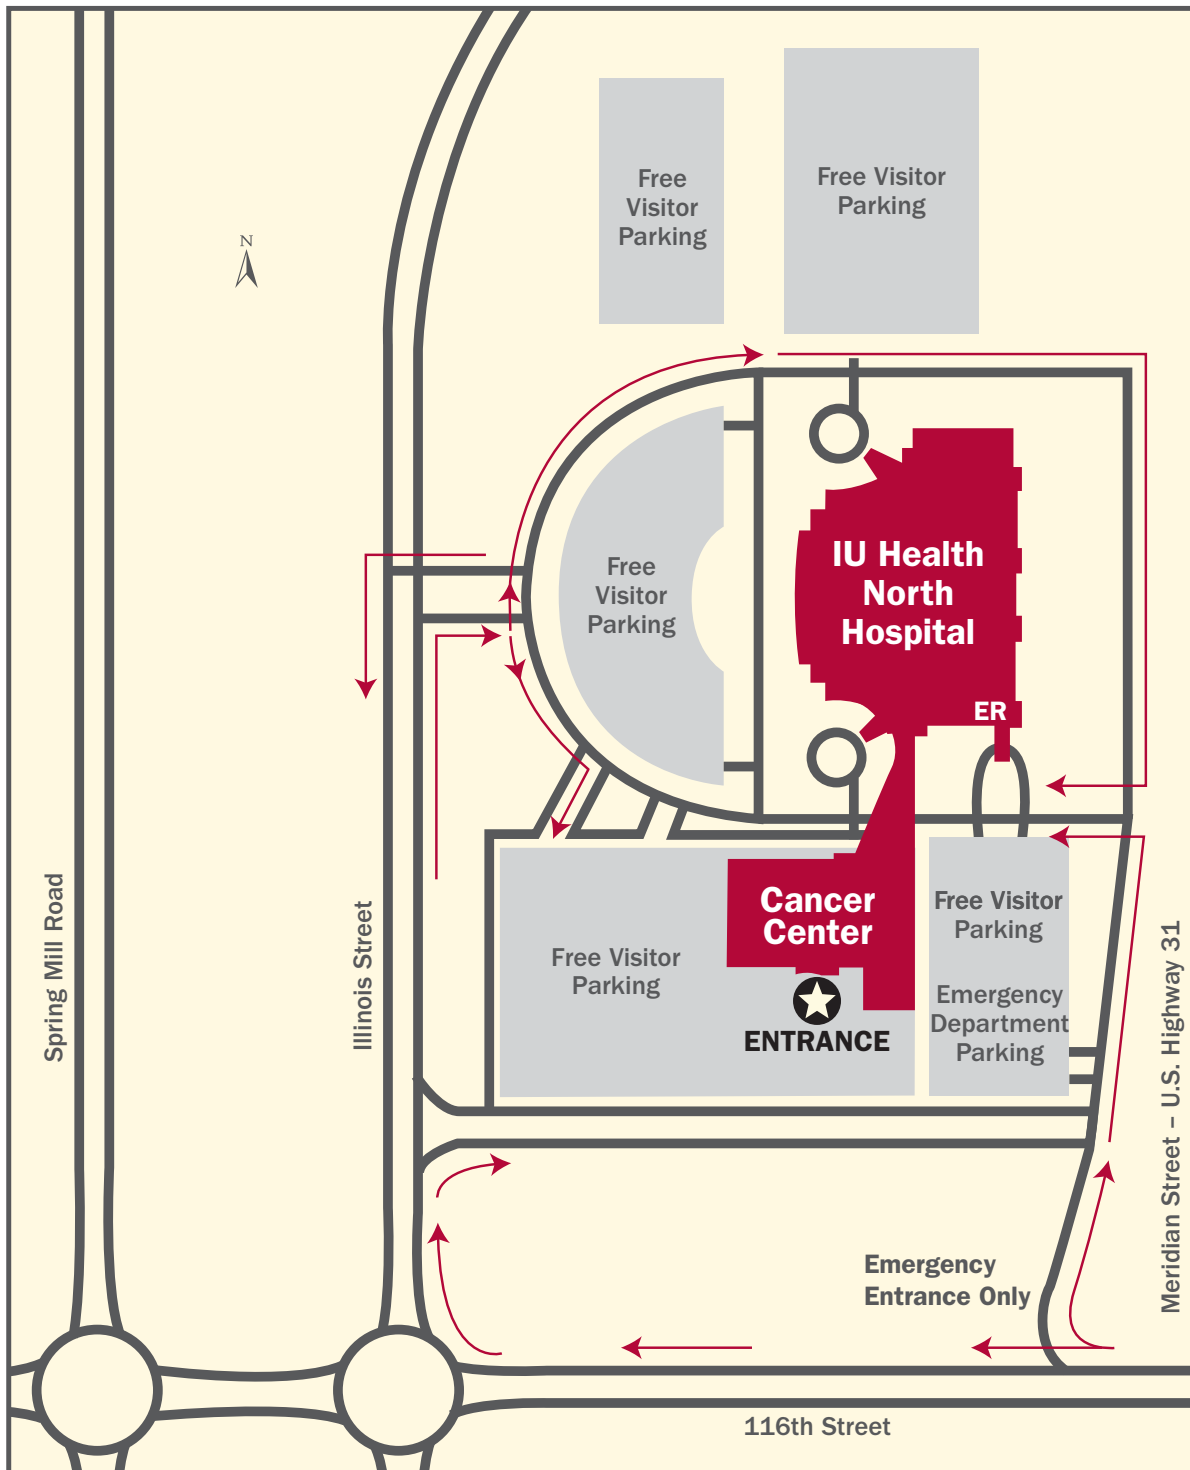 Free
Visitor
Parking
Free Visitor
Parking
N
Free
Visitor
Parking
IU Health
North
Hospital
ER
Cancer
Center
Free Visitor
Parking
ENTRANCE
Free Visitor
Parking
Emergency
Department
Parking
Spring Mill Road
Illinois Street
Meridian Street – U.S. Highway 31
Emergency
Entrance Only
116th Street